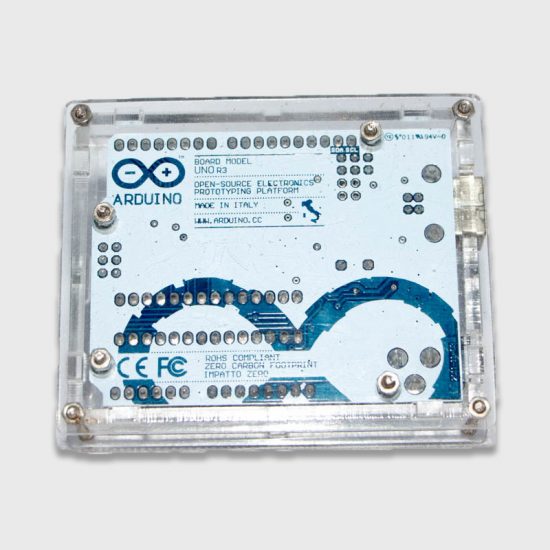 SDA SCL
ARDUINO
BOARD MODEL
UNO R3
OPEN-SOURCE ELECTRONICS
PROTOTYPING PLATFORM
MADE IN ITALY
WWW.ARDUINO.CC
CE FC
ROHS COMPLIANT
ZERO CARBON FOOTPRINT
IMPATTO ZERO